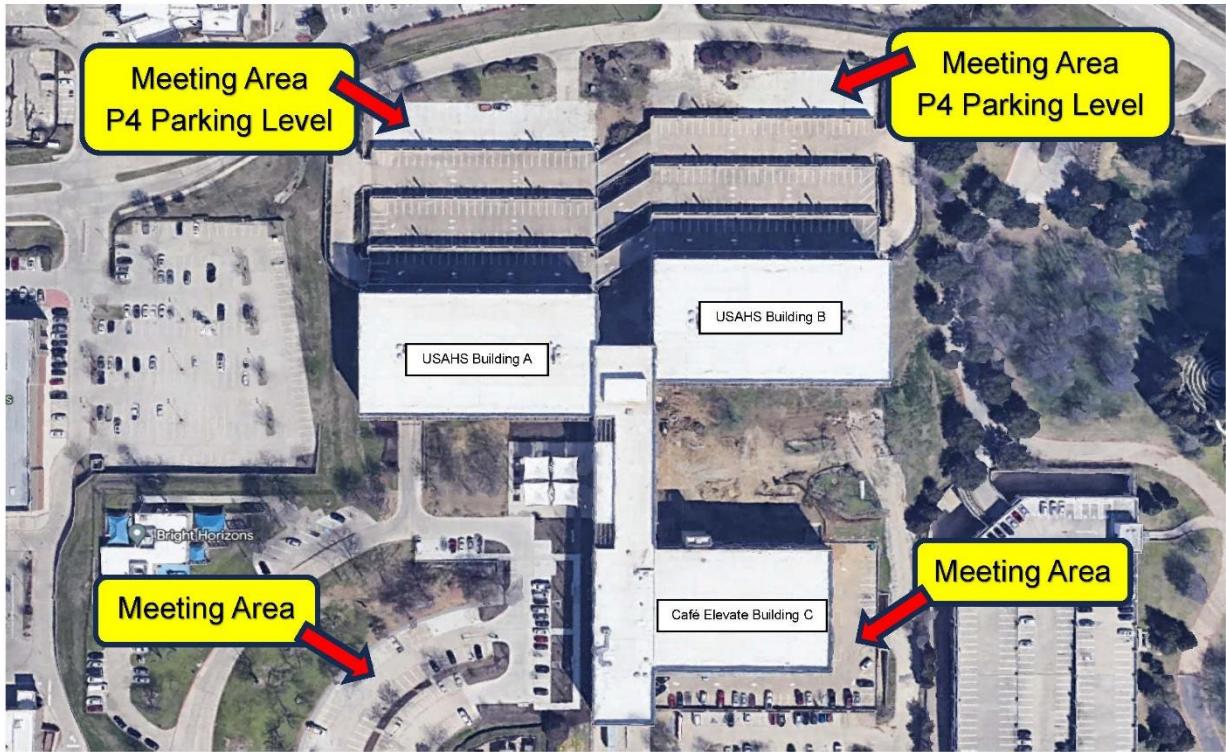 Meeting Area
P4 Parking Level
Meeting Area
P4 Parking Level
USAHS Building B
USAHS Building A
Bright Horizons
Meeting Area
Meeting Area
Café Elevate Building C